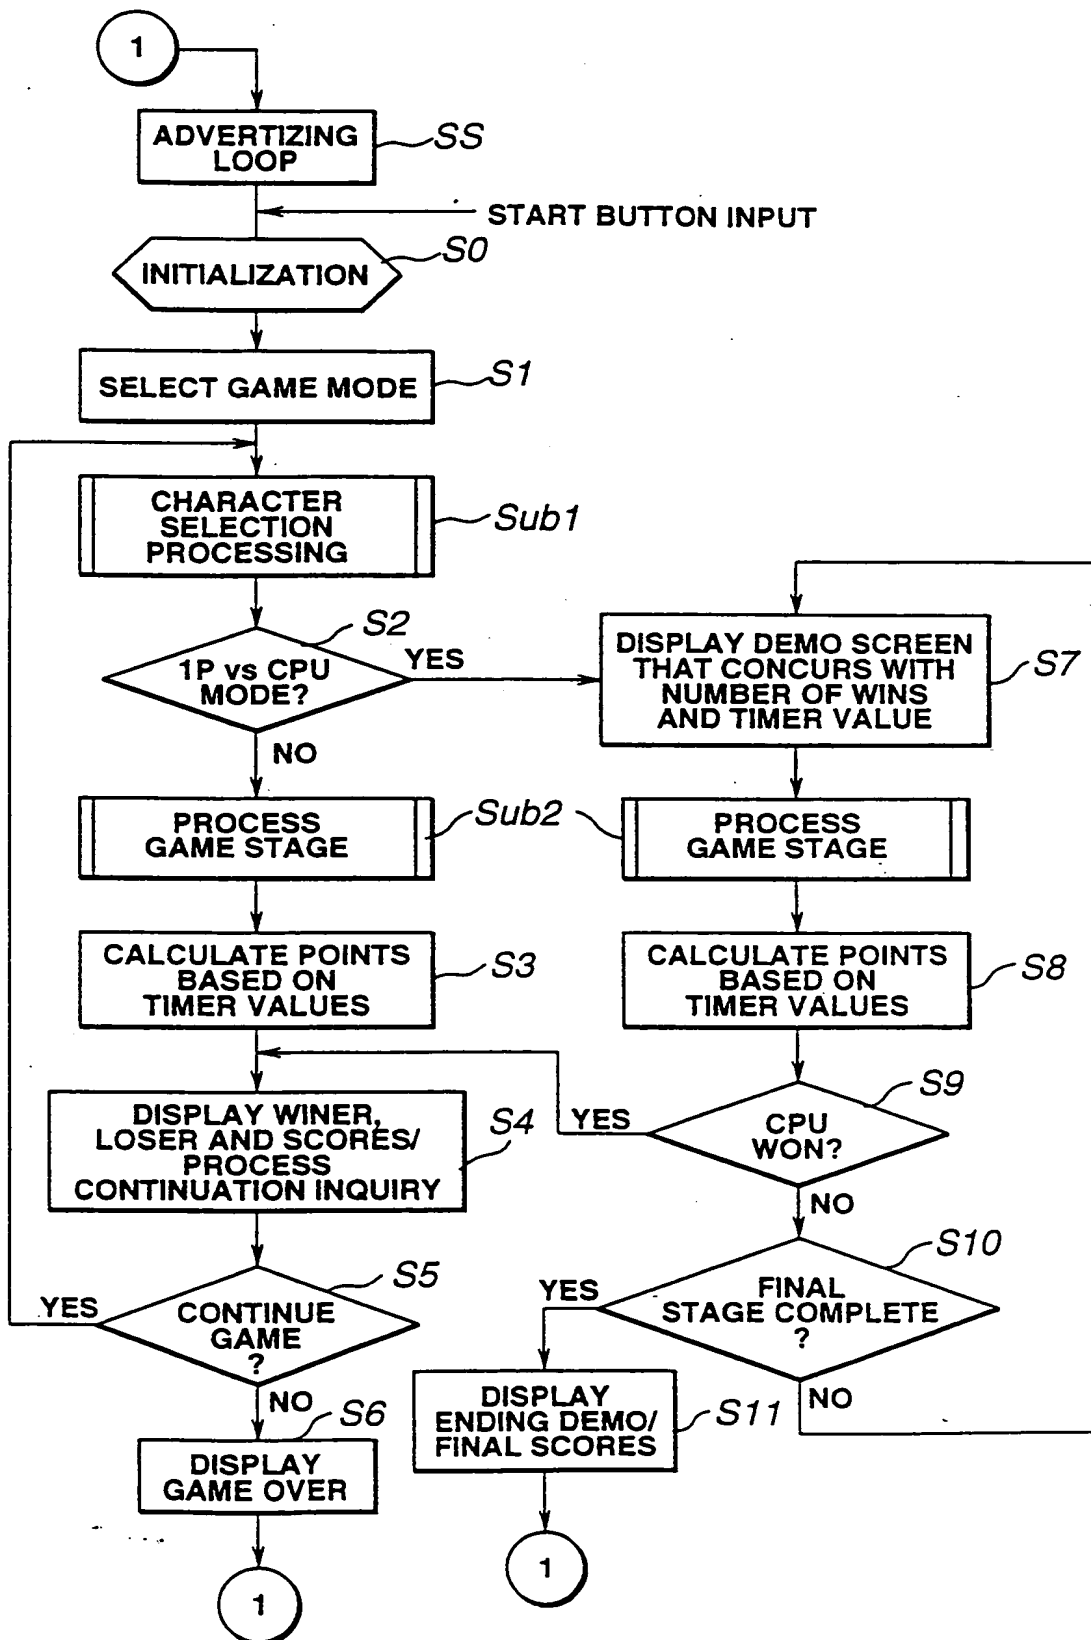 1
ADVERTIZING
LOOP
SS
START BUTTON INPUT
INITIALIZATION
S0
SELECT GAME MODE
S1
CHARACTER
SELECTION
PROCESSING
Sub1
S2
1P vs CPU
MODE?
YES
NO
DISPLAY DEMO SCREEN
THAT CONCURS WITH
NUMBER OF WINS
AND TIMER VALUE
S7
PROCESS
GAME STAGE
Sub2
PROCESS
GAME STAGE
CALCULATE POINTS
BASED ON
TIMER VALUES
S3
CALCULATE POINTS
BASED ON
TIMER VALUES
S8
DISPLAY WINER,
LOSER AND SCORES/
PROCESS
CONTINUATION INQUIRY
S4
S9
YES
CPU
WON?
NO
S5
YES
CONTINUE
GAME
?
NO
S10
YES
FINAL
STAGE COMPLETE
?
NO
S6
DISPLAY
GAME OVER
DISPLAY
ENDING DEMO/
FINAL SCORES
S11
1
1